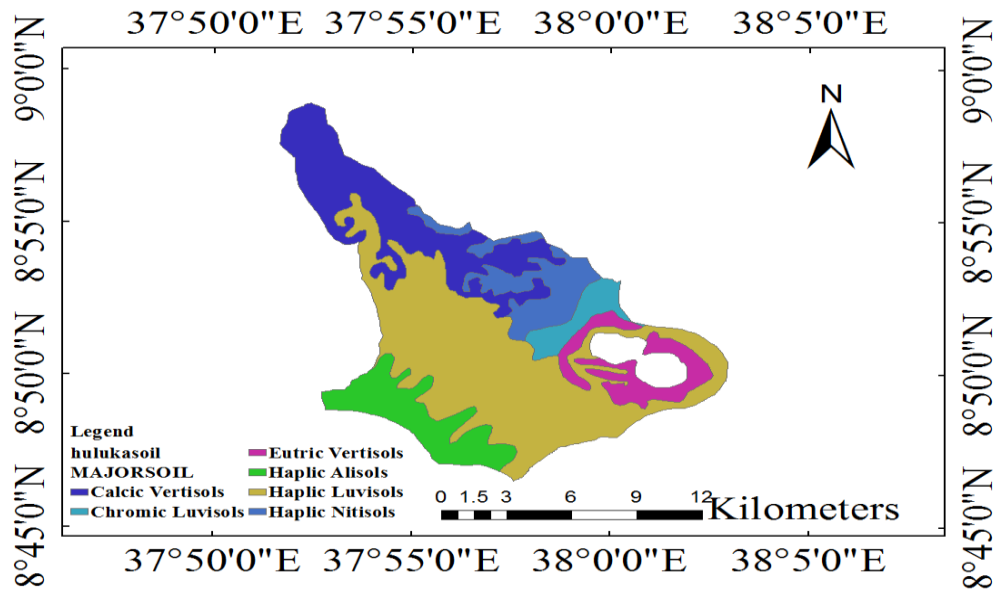 37°50'0"E 37°55'0"E 38°0'0"E 38°5'0"E
9°0'0"N
8°55'0"N
8°50'0"N
8°45'0"N
N
9°0'0"N
8°55'0"N
8°50'0"N
8°45'0"N
Legend
hulukasoil
MAJORSOIL
Calcic Vertisols
Chromic Luvisols
Eutric Vertisols
Haplic Alisols
Haplic Luvisols
Haplic Nitisols
0 1.5 3 6 9 12
Kilometers
37°50'0"E 37°55'0"E 38°0'0"E 38°5'0"E